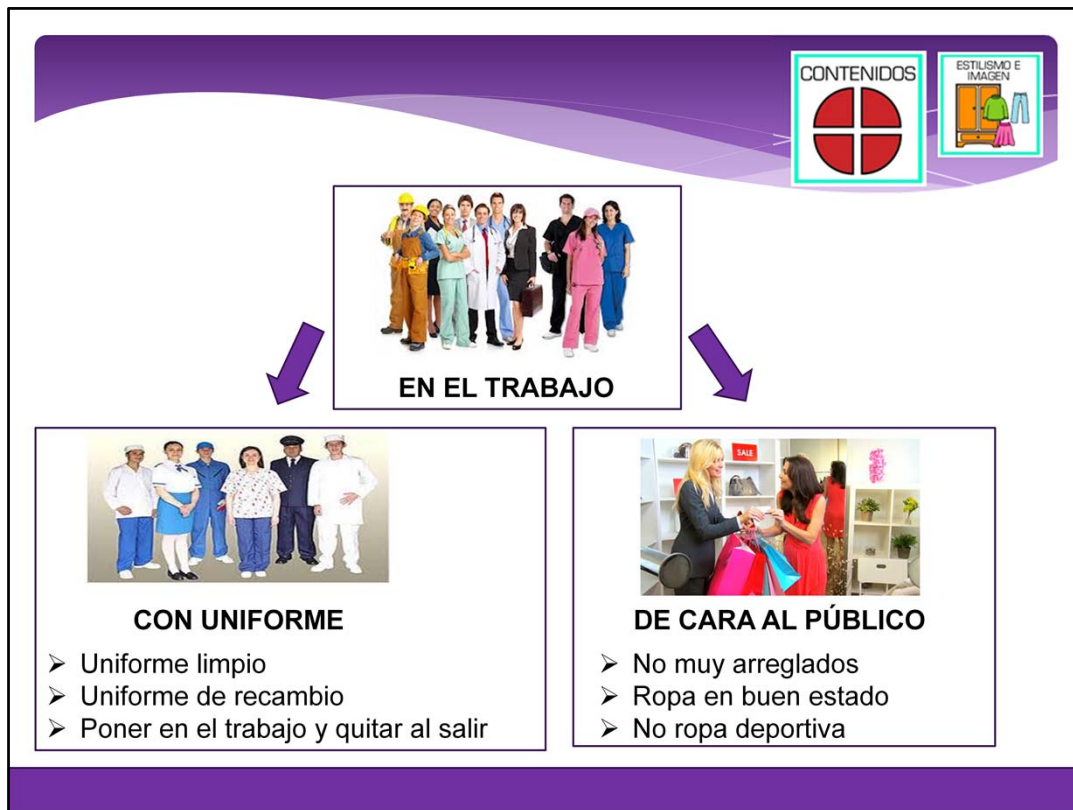 CONTENIDOS
ESTILISMO E
IMAGEN
EN EL TRABAJO
CON UNIFORME
➢ Uniforme limpio
➢ Uniforme de recambio
➢ Poner en el trabajo y quitar al salir
SALE
DE CARA AL PÚBLICO
➢ No muy arreglados
➢ Ropa en buen estado
➢ No ropa deportiva